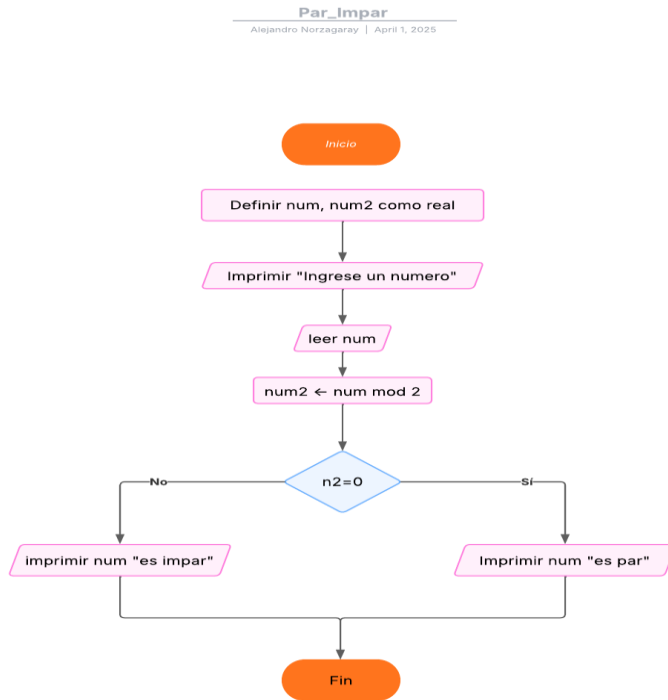 Par_Impar
Alejandro Norzagaray | April 1, 2025
Inicio
Definir num, num2 como real
Imprimir "Ingrese un numero"
leer num
num2 ← num mod 2
n2=0
No
Sí
imprimir num "es impar"
Imprimir num "es par"
Fin